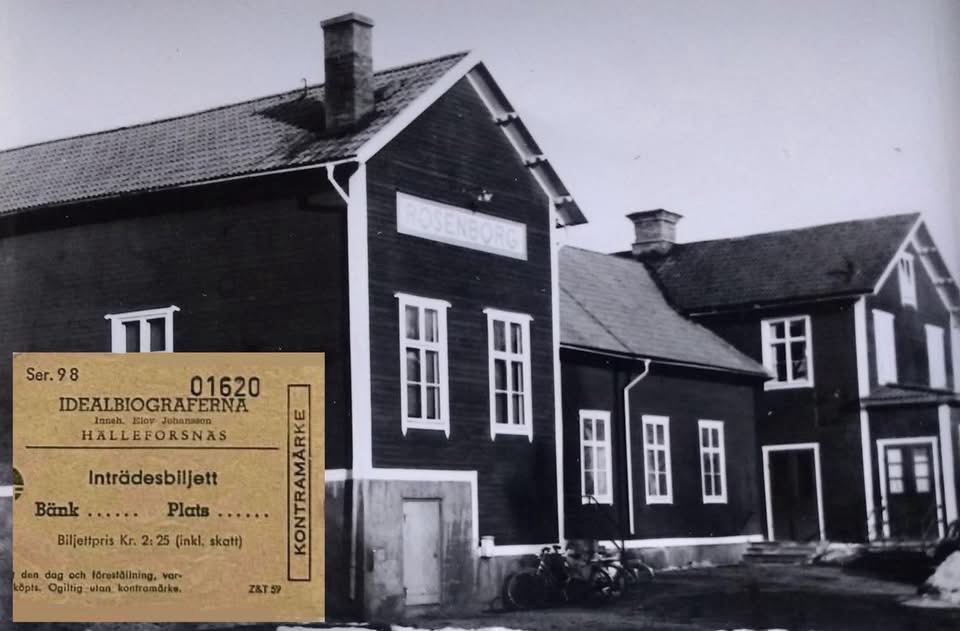 ROSENBORG
Ser. 98
01620
IDEALBIOGRAFERNA
Inneh. Elov Johansson
HÄLLEFORSNÄS
Inträdesbiljett
Bänk ...... Plats ......
Biljettpris Kr. 2: 25 (inkl. skatt)
den dag och föreställning, var-
köpts. Ogiltig utan kontramärke.
Z&T 59
KONTRAMÄRKE